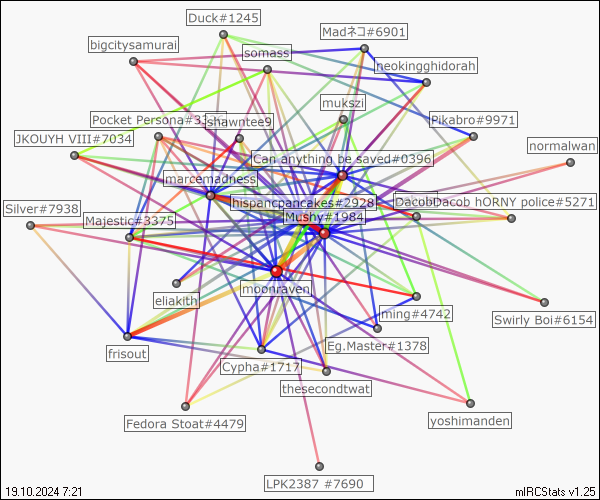 Duck#1245
Madネコ#6901
bigcitysamurai
somass
neokingghidorah
mukszi
Pocket Persona#33
shawntee9
Pikabro#9971
JKOUYH VIII#7034
normalwan
Can anything be saved#0396
marcemadness
hispancpancakes#2928
Dacob
Dacob hORNY police#5271
Silver#7938
Majestic#3375
Mushy#1984
moonraven
eliakith
ming#4742
Swirly Boi#6154
frisout
Eg.Master#1378
Cypha#1717
thesecondtwat
Fedora Stoat#4479
yoshimanden
LPK2387 #7690
19.10.2024 7:21
mIRCStats v1.25